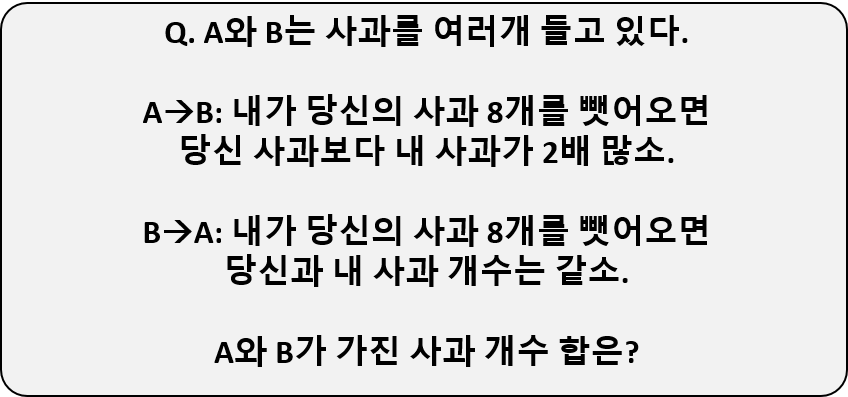 Q. A와 B는 사과를 여러개 들고 있다.
A→B: 내가 당신의 사과 8개를 뺏어오면
당신 사과보다 내 사과가 2배 많소.
B→A: 내가 당신의 사과 8개를 뺏어오면
당신과 내 사과 개수는 같소.
A와 B가 가진 사과 개수 합은?